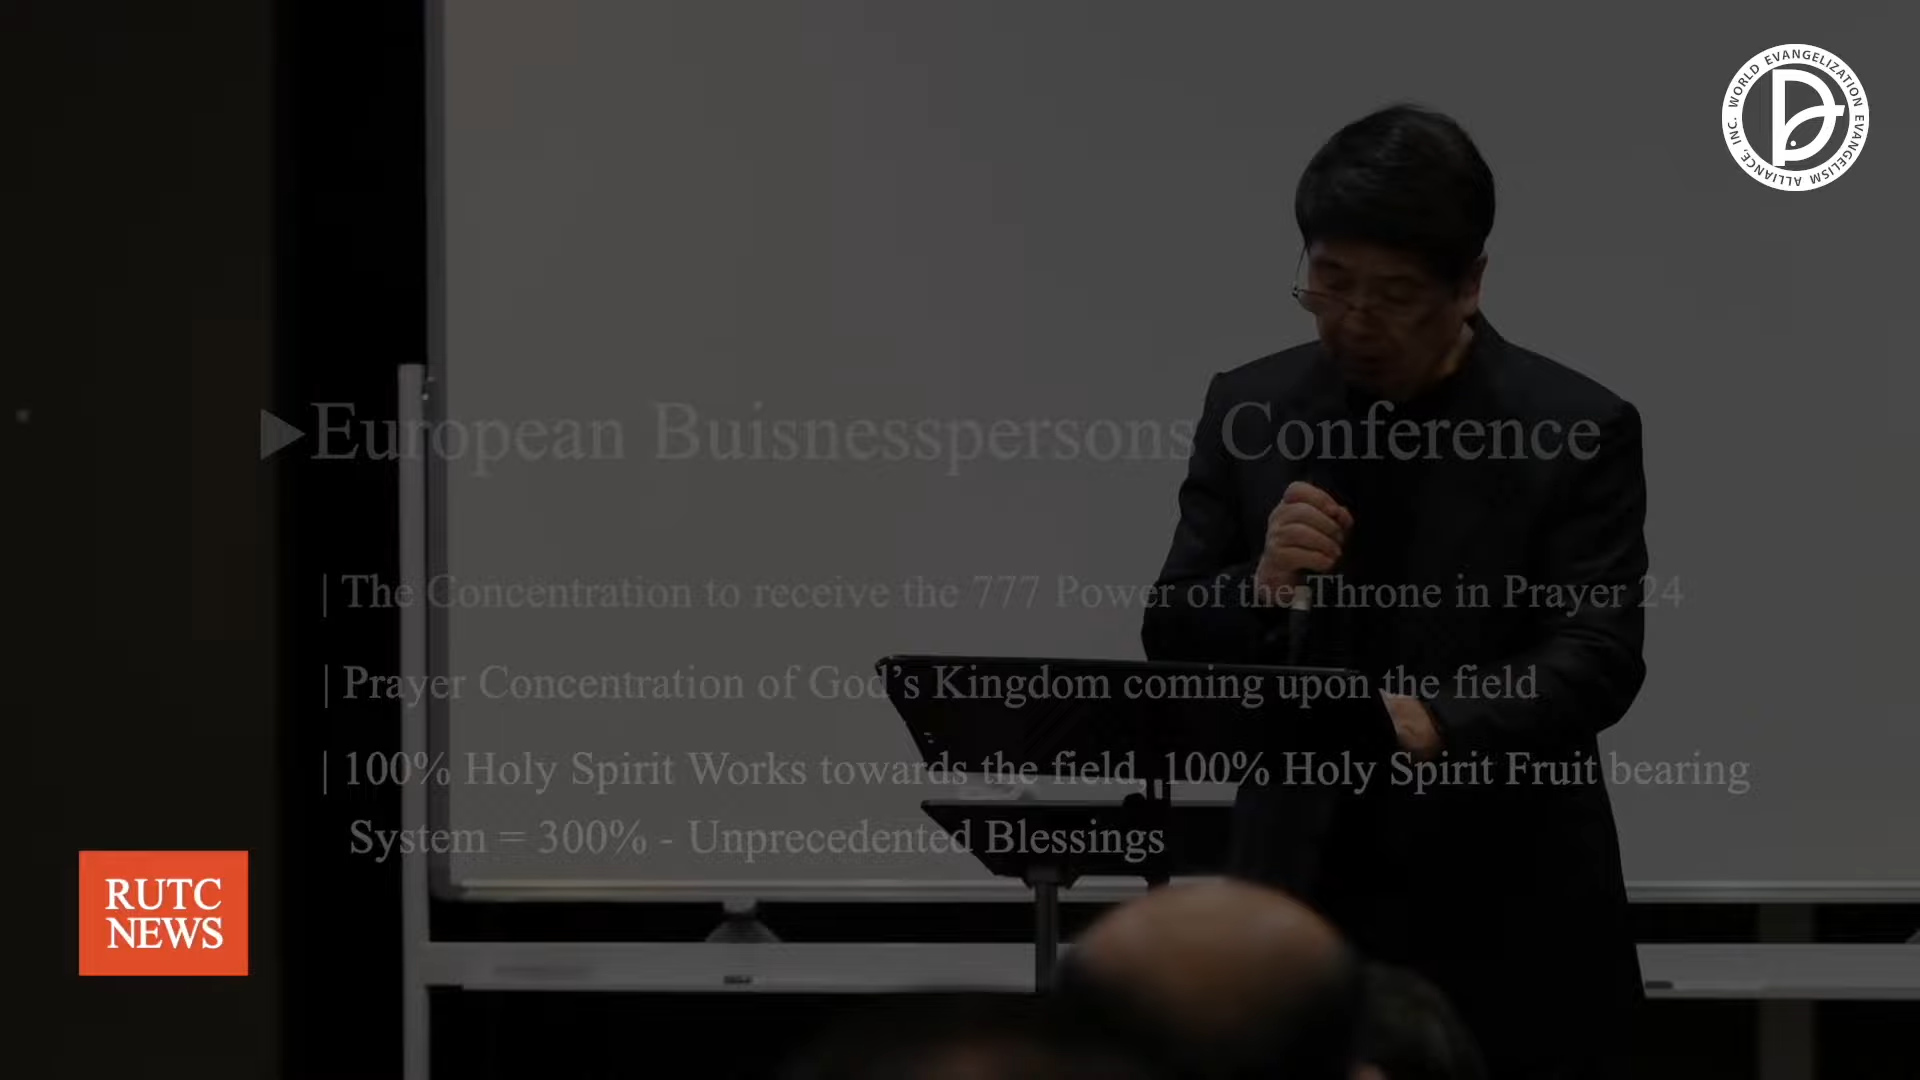 WORLD EVANGELIZATION EVANGELISM ALLIANCE, INC.
▶European Buisnesspersons Conference
| The Concentration to receive the 777 Power of the Throne in Prayer 24
| Prayer Concentration of God’s Kingdom coming upon the field
| 100% Holy Spirit Works towards the field, 100% Holy Spirit Fruit bearing
System = 300% - Unprecedented Blessings
RUTC
NEWS